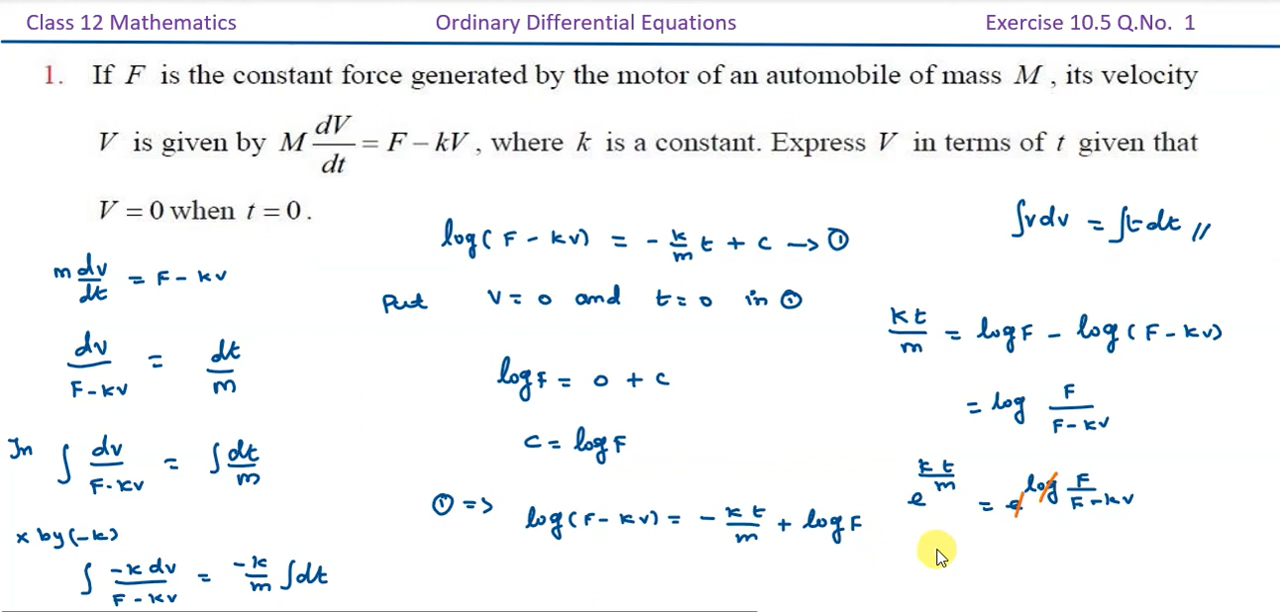 Class 12 Mathematics Ordinary Differential Equations Exercise 10.5 Q.No. 1
1. If F is the constant force generated by the motor of an automobile of mass M , its velocity
V is given by M dV/dt = F − kV , where k is a constant. Express V in terms of t given that
V = 0 when t = 0 .
m dv/dt = F - kv
dv/(F-kv) = dt/m
In ∫ dv/(F-kv) = ∫ dt/m
x by (-k)
∫ -k dv/(F-kv) = -k/m ∫dt
log(F - kv) = - k/m t + c → ①
Put v = 0 and t = 0 in ①
log F = 0 + c
c = log F
① => log(F - kv) = - kt/m + log F
∫v dv = ∫t dt //
kt/m = log F - log(F - kv)
= log F/(F-kv)
e^(kt/m) = e^(log F/(F-kv))